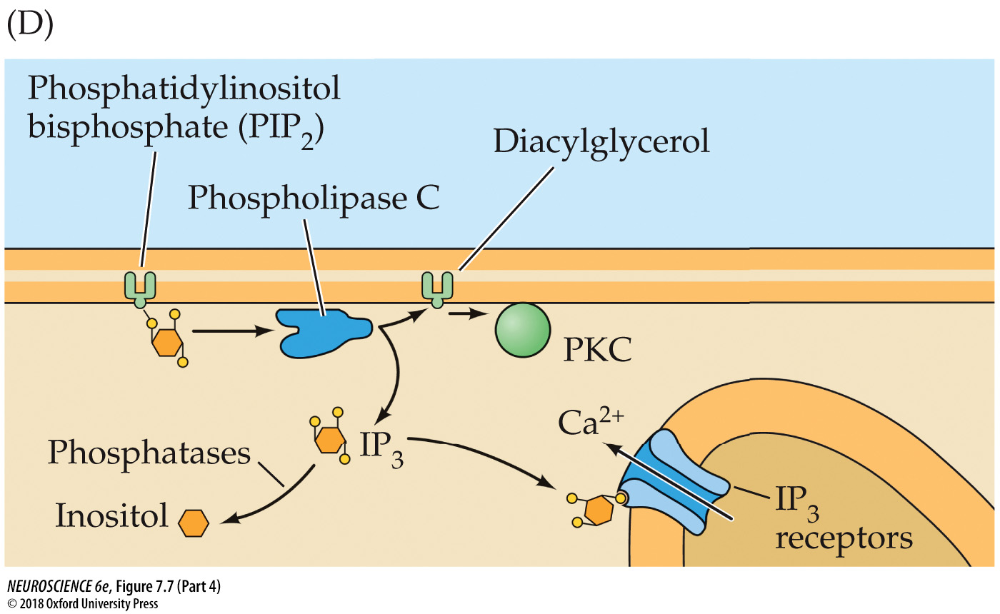 (D)
Phosphatidylinositol
bisphosphate (PIP₂)
Diacylglycerol
Phospholipase C
PKC
Ca²⁺
IP₃
Phosphatases
Inositol
IP₃
receptors
NEUROSCIENCE 6e, Figure 7.7 (Part 4)
© 2018 Oxford University Press